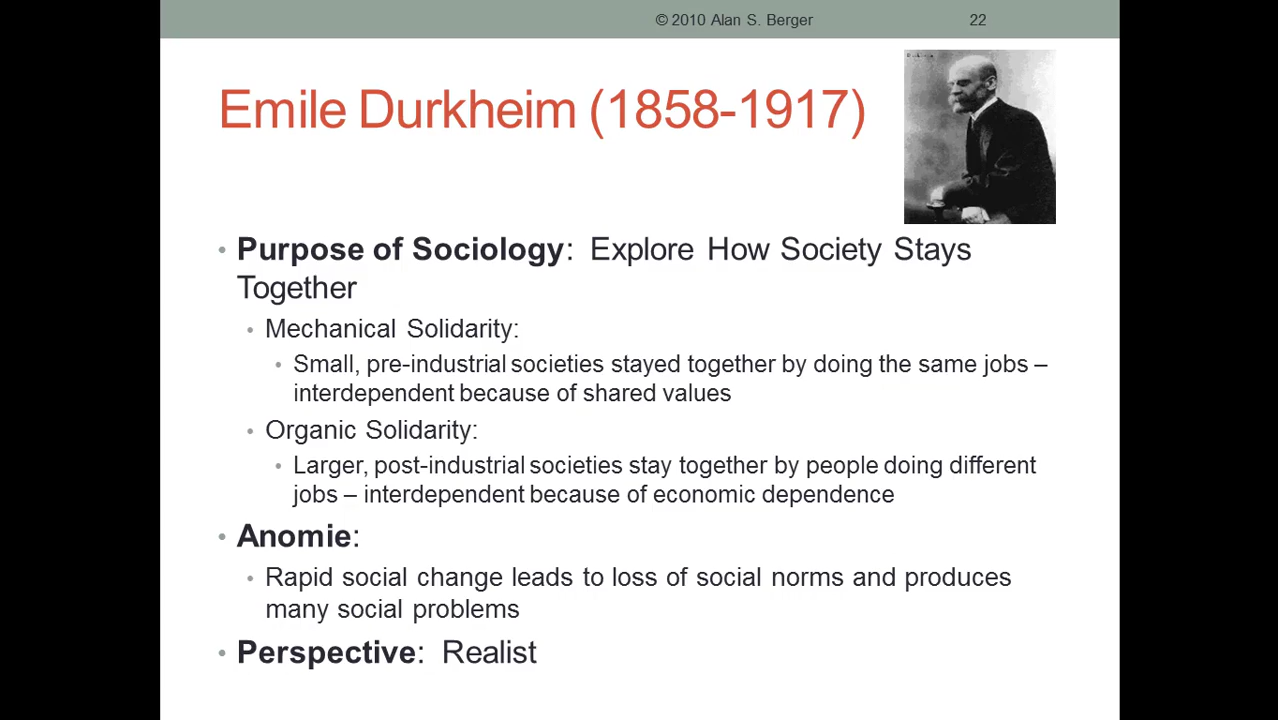 © 2010 Alan S. Berger 22
Emile Durkheim (1858-1917)
• Purpose of Sociology: Explore How Society Stays
Together
• Mechanical Solidarity:
• Small, pre-industrial societies stayed together by doing the same jobs –
interdependent because of shared values
• Organic Solidarity:
• Larger, post-industrial societies stay together by people doing different
jobs – interdependent because of economic dependence
• Anomie:
• Rapid social change leads to loss of social norms and produces
many social problems
• Perspective: Realist